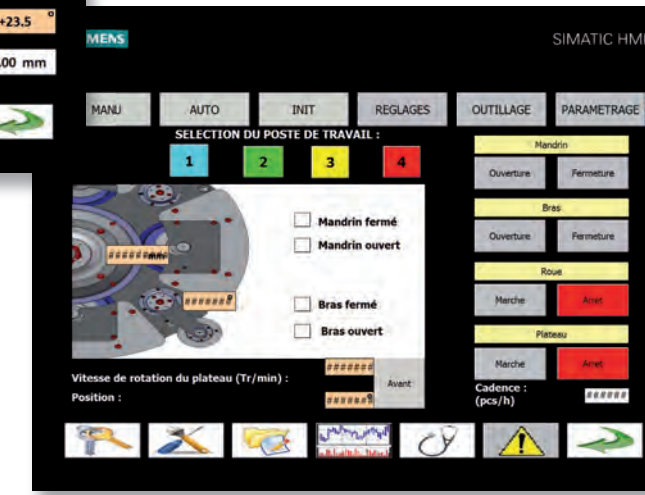 +23.5 °
.00 mm
MENS
SIMATIC HMI
MANU
AUTO
INIT
REGLAGES
OUTILLAGE
PARAMETRAGE
SELECTION DU POSTE DE TRAVAIL :
1
2
3
4
Mandrin
Ouverture
Fermeture
Bras
Ouverture
Fermeture
Roue
Marche
Arret
Plateau
Marche
Arret
Mandrin fermé
Mandrin ouvert
#######mm
#######°
Bras fermé
Bras ouvert
Vitesse de rotation du plateau (Tr/min) :
#######
Position :
######°
Avant
Cadence :
(pcs/h)
######